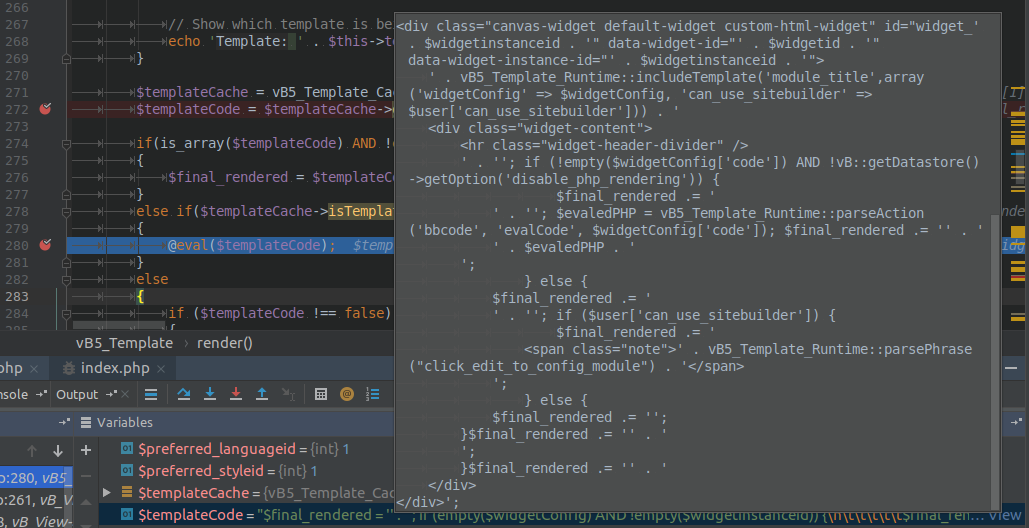 266
267 // Show which template is be
268 echo 'Template: ' . $this->te
269 }
270
271 $templateCache = vB5_Template_Cac
272 $templateCode = $templateCache->
273
274 if(is_array($templateCode) AND !
275 {
276 $final_rendered = $templateC
277 }
278 else if($templateCache->isTemplat
279 {
280 @eval($templateCode); $temp
281 }
282 else
283 {
284 if ($templateCode !== false)
285 {
<div class="canvas-widget default-widget custom-html-widget" id="widget_'
. $widgetinstanceid . '" data-widget-id="' . $widgetid . '"
data-widget-instance-id="' . $widgetinstanceid . '">
' . vB5_Template_Runtime::includeTemplate('module_title',array
('widgetConfig' => $widgetConfig, 'can_use_sitebuilder' =>
$user['can_use_sitebuilder'])) . '
<div class="widget-content">
<hr class="widget-header-divider" />
' . ''; if (!empty($widgetConfig['code']) AND !vB::getDatastore()
->getOption('disable_php_rendering')) {
$final_rendered .= '
' . ''; $evaledPHP = vB5_Template_Runtime::parseAction
('bbcode', 'evalCode', $widgetConfig['code']); $final_rendered .= '' . '
' . $evaledPHP . '
';
} else {
$final_rendered .= '
' . ''; if ($user['can_use_sitebuilder']) {
$final_rendered .= '
<span class="note">' . vB5_Template_Runtime::parsePhrase
("click_edit_to_config_module") . '</span>
';
} else {
$final_rendered .= '';
}$final_rendered .= '' . '
';
}$final_rendered .= '' . '
</div>
</div>';
vB5_Template › render()
php × index.php ×
nsole Output
Variables
$preferred_languageid = {int} 1
$preferred_styleid = {int} 1
p:280, vB5
$templateCache = {vB5_Template_Cac
o:261, vB_V
$templateCode = "$final_rendered = '' . ''; if (empty($widgetConfig) AND !empty($widgetinstanceid)) {\n\t\t\t\t\t$final_ren... View
3, vB_View-